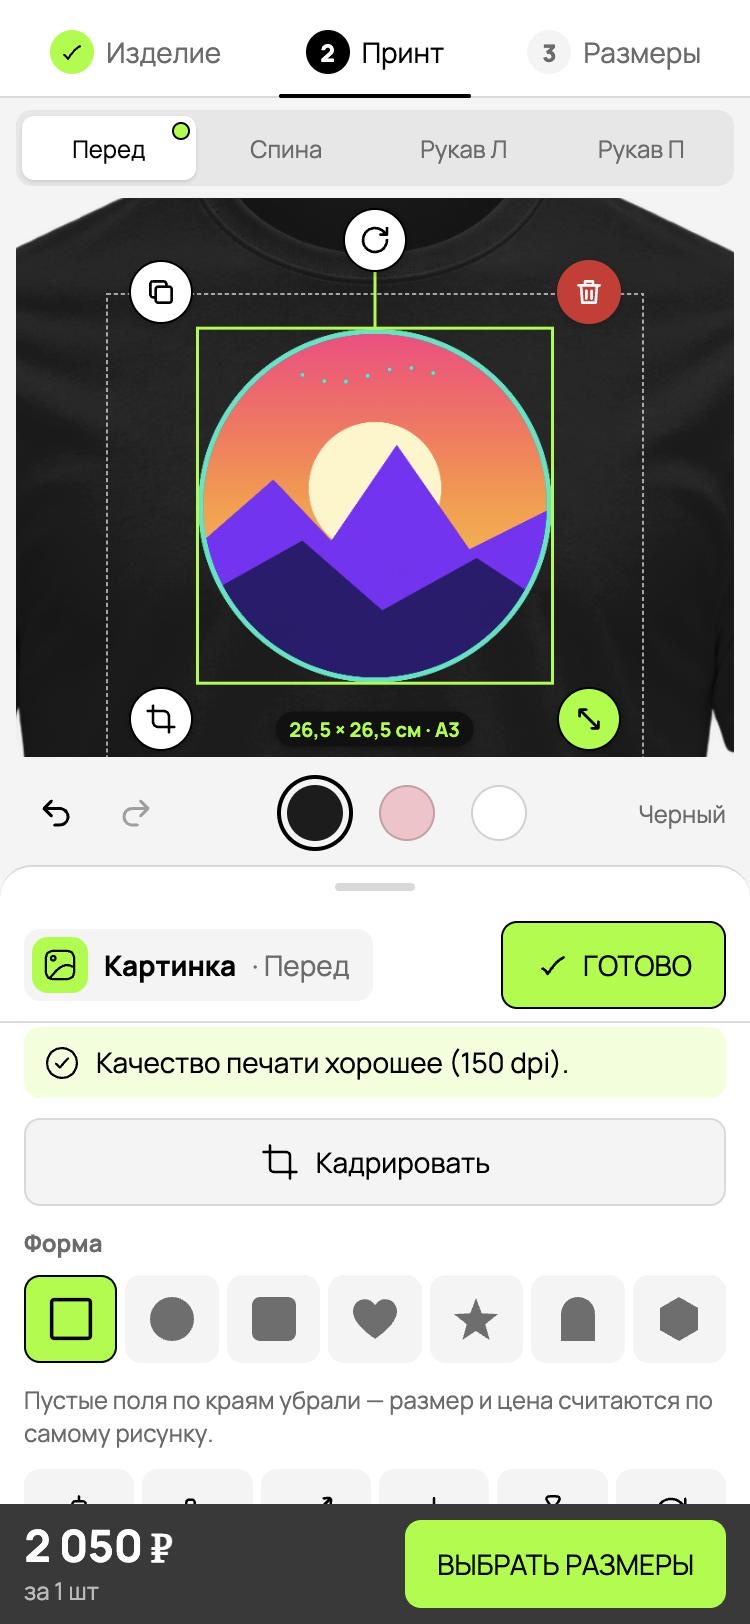 Изделие
2 Принт
3 Размеры
Перед
Спина
Рукав Л
Рукав П
26,5 × 26,5 см · A3
Черный
Картинка · Перед
ГОТОВО
Качество печати хорошее (150 dpi).
Кадрировать
Форма
Пустые поля по краям убрали — размер и цена считаются по
самому рисунку.
2 050 ₽
за 1 шт
ВЫБРАТЬ РАЗМЕРЫ